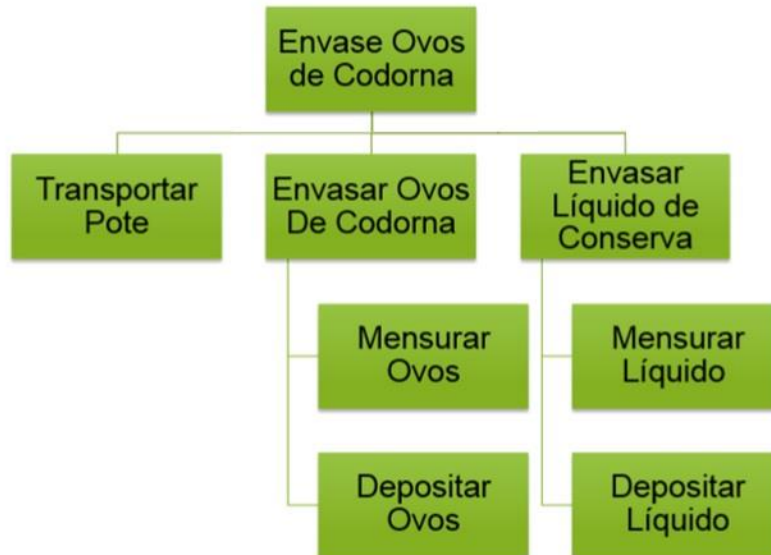 Envase Ovos
de Codorna
Transportar
Pote
Envasar Ovos
De Codorna
Envasar
Líquido de
Conserva
Mensurar
Ovos
Mensurar
Líquido
Depositar
Ovos
Depositar
Líquido